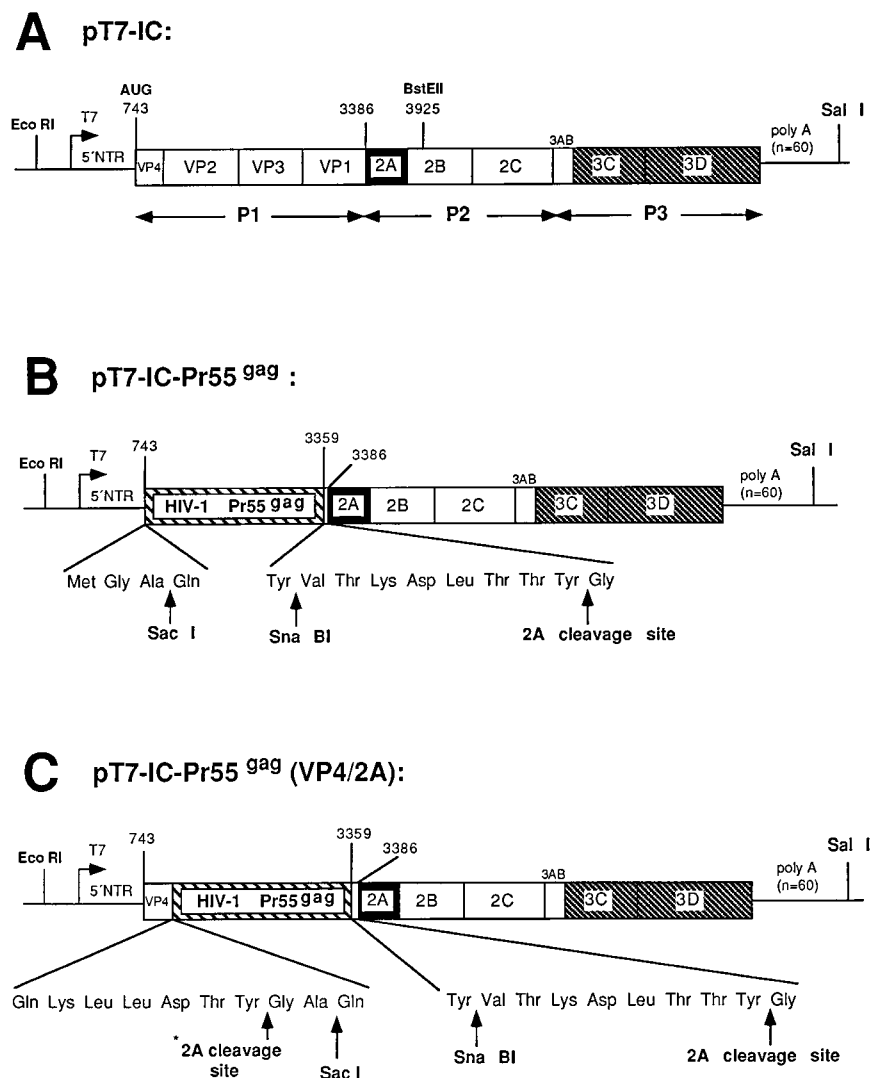 A pT7-IC:
AUG
743
3386
BstEII
3925
Sal I
Eco RI
T7
5´NTR
VP4 VP2 VP3 VP1 2A 2B 2C 3AB 3C 3D
poly A
(n=60)
P1 P2 P3
B pT7-IC-Pr55 gag :
743
3359
3386
Sal I
Eco RI
T7
5´NTR
HIV-1 Pr55gag 2A 2B 2C 3AB 3C 3D
poly A
(n=60)
Met Gly Ala Gln
Tyr Val Thr Lys Asp Leu Thr Thr Tyr Gly
Sac I
Sna BI
2A cleavage site
C pT7-IC-Pr55 gag (VP4/2A):
743
3359
3386
Sal I
Eco RI
T7
5´NTR
VP4 HIV-1 Pr55gag 2A 2B 2C 3AB 3C 3D
poly A
(n=60)
Gln Lys Leu Leu Asp Thr Tyr Gly Ala Gln
Tyr Val Thr Lys Asp Leu Thr Thr Tyr Gly
* 2A cleavage
site
Sac I
Sna BI
2A cleavage site